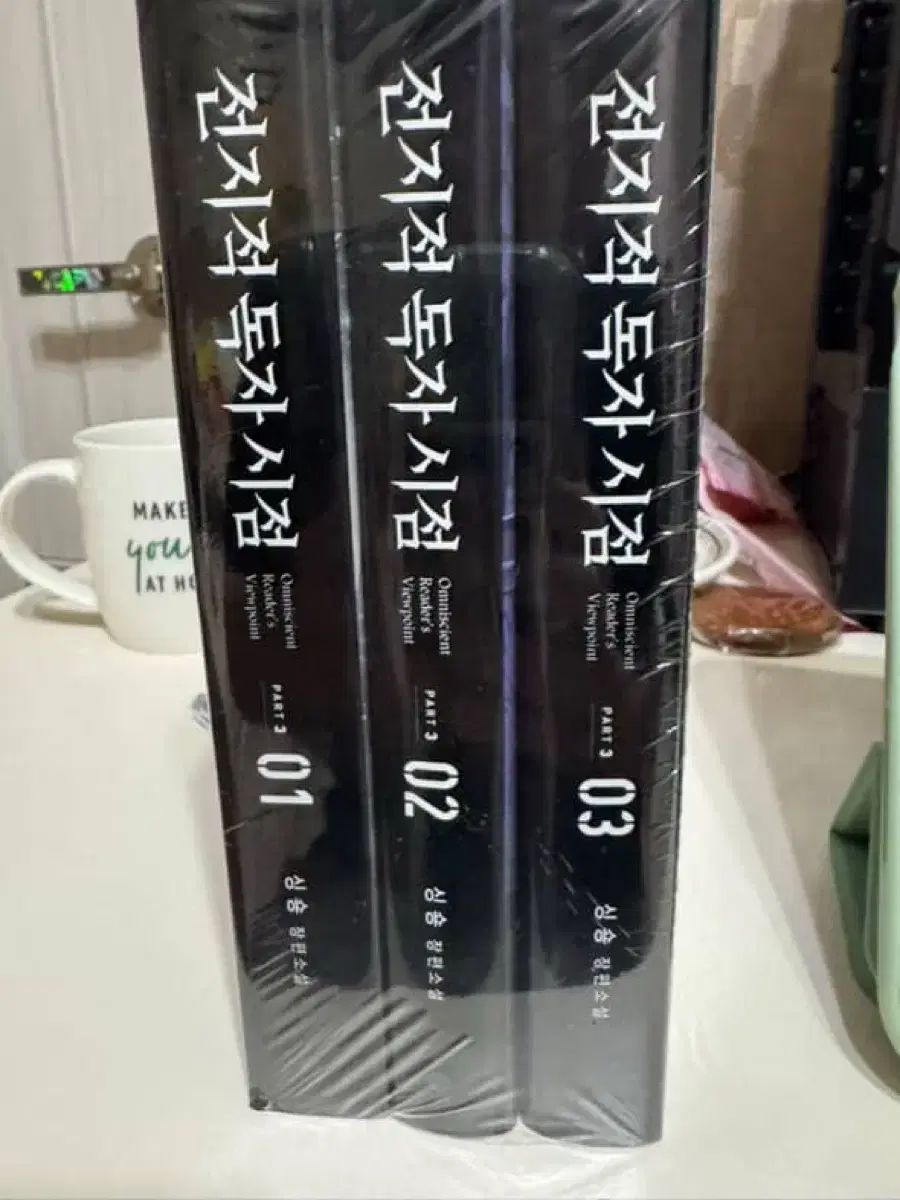 전지적 독자 시점
Omniscient
Reader's
Viewpoint
PART 3
01
싱숑 장편소설
전지적 독자 시점
Omniscient
Reader's
Viewpoint
PART 3
02
싱숑 장편소설
전지적 독자 시점
Omniscient
Reader's
Viewpoint
PART 3
03
싱숑 장편소설
MAKE
you
AT HO